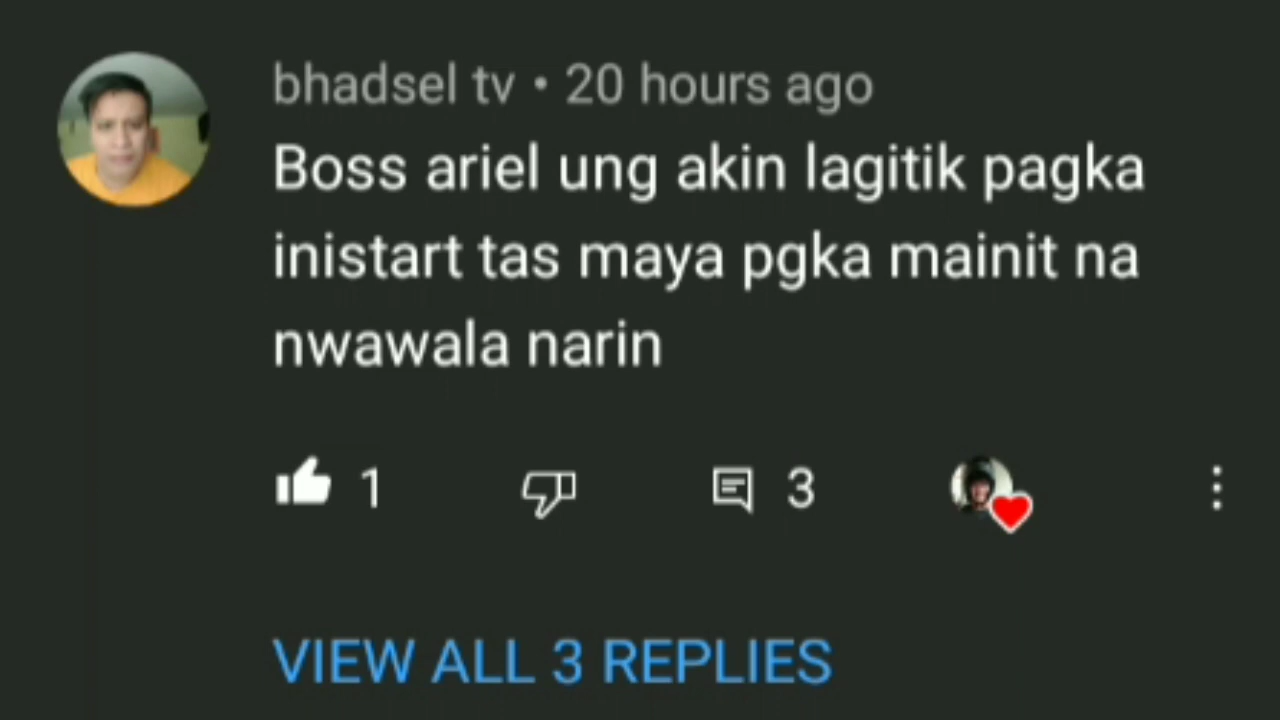 bhadsel tv • 20 hours ago
Boss ariel ung akin lagitik pagka
inistart tas maya pgka mainit na
nwawala narin
1
3
VIEW ALL 3 REPLIES